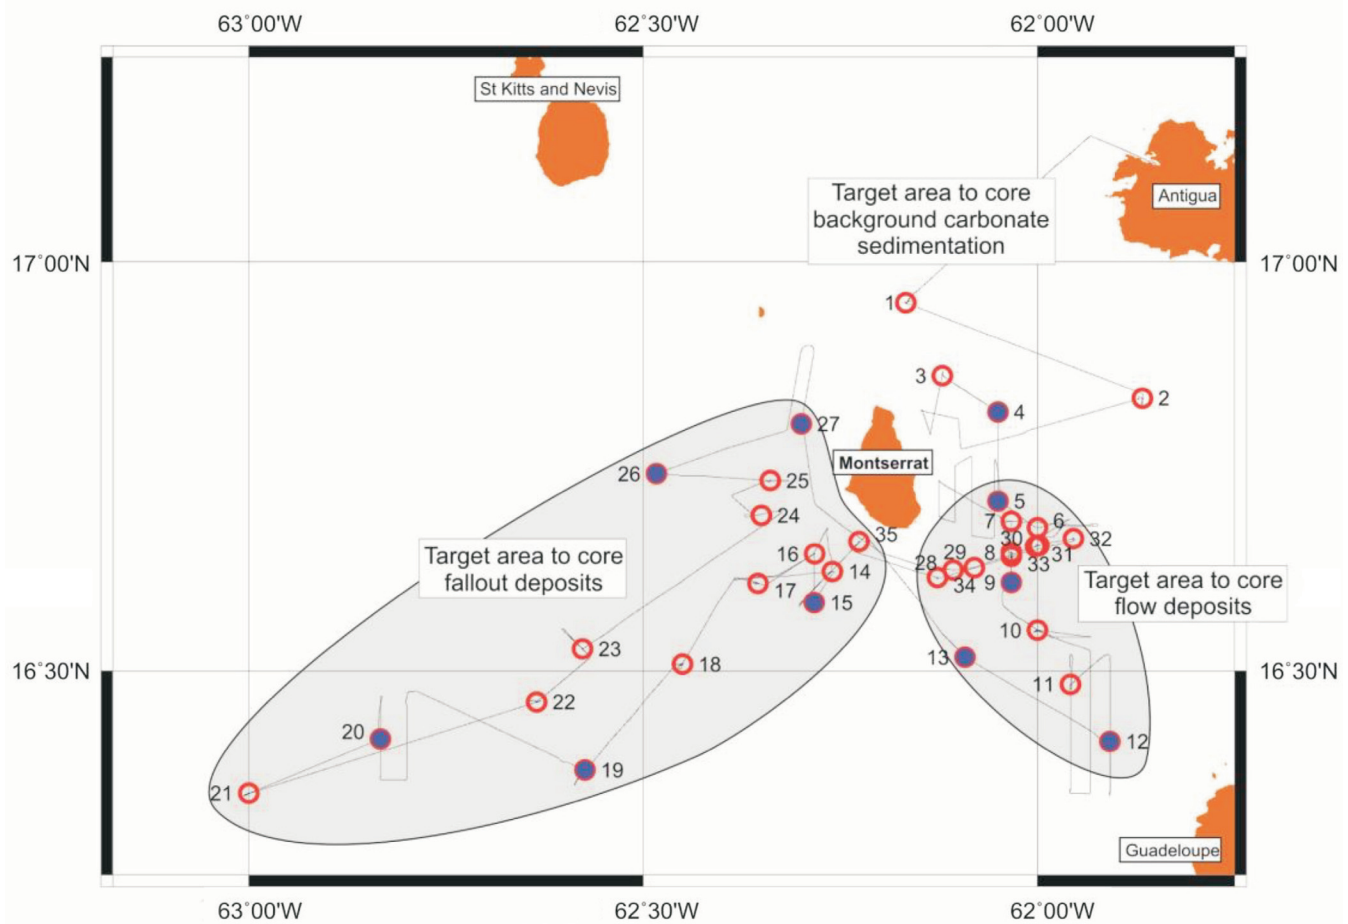 63°00'W
62°30'W
62°00'W
St Kitts and Nevis
Target area to core
background carbonate
sedimentation
Antigua
17°00'N
17°00'N
1
3
2
4
27
Montserrat
26
25
5
24
7
6
35
30
32
16
29
8
31
28
33
14
34
Target area to core
fallout deposits
17
9
Target area to core
flow deposits
15
10
23
13
18
16°30'N
16°30'N
11
22
20
12
19
21
Guadeloupe
63°00'W
62°30'W
62°00'W